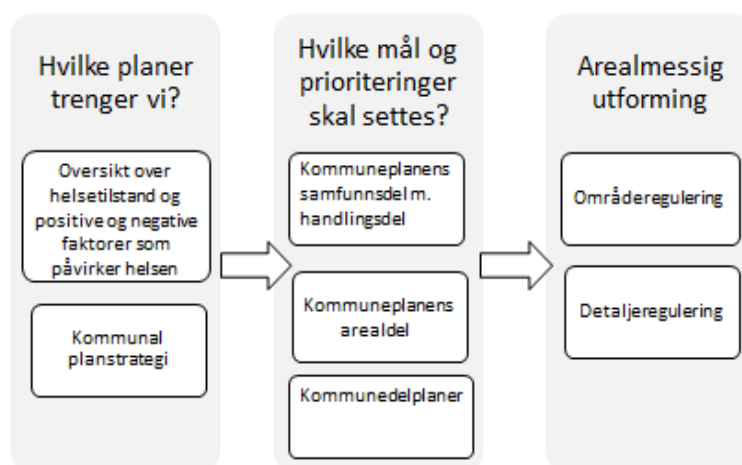 Hvilke planer
trenger vi?
Oversikt over
helsetilstand og
positive og negative
faktorer som
påvirker helsen
Kommunal
planstrategi
Hvilke mål og
prioriteringer
skal settes?
Kommuneplanens
samfunnsdel m.
handlingsdel
Kommuneplanens
arealdel
Kommunedelplaner
Arealmessig
utforming
Områderegulering
Detaljeregulering